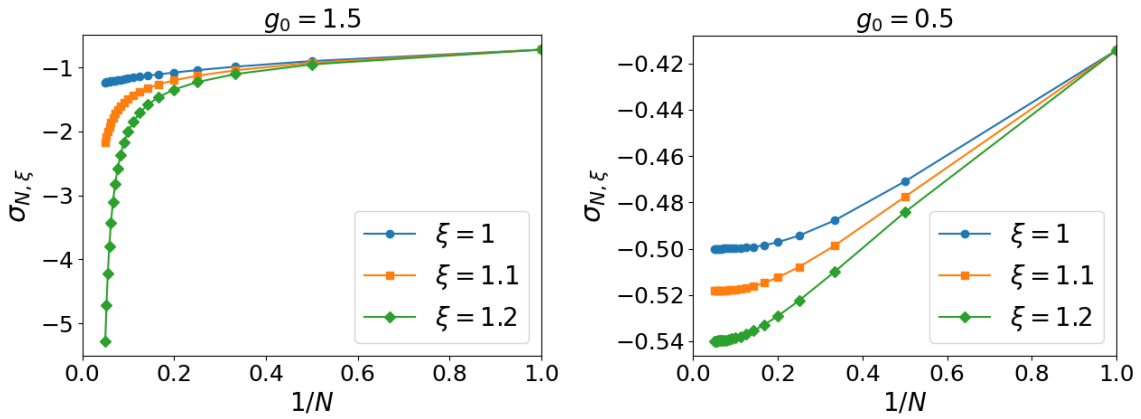 g₀ = 1.5
σ_{N, ξ}
−1
−2
−3
−4
−5
ξ = 1
ξ = 1.1
ξ = 1.2
0.0 0.2 0.4 0.6 0.8 1.0
1/N
g₀ = 0.5
σ_{N, ξ}
−0.42
−0.44
−0.46
−0.48
−0.50
−0.52
−0.54
ξ = 1
ξ = 1.1
ξ = 1.2
0.0 0.2 0.4 0.6 0.8 1.0
1/N